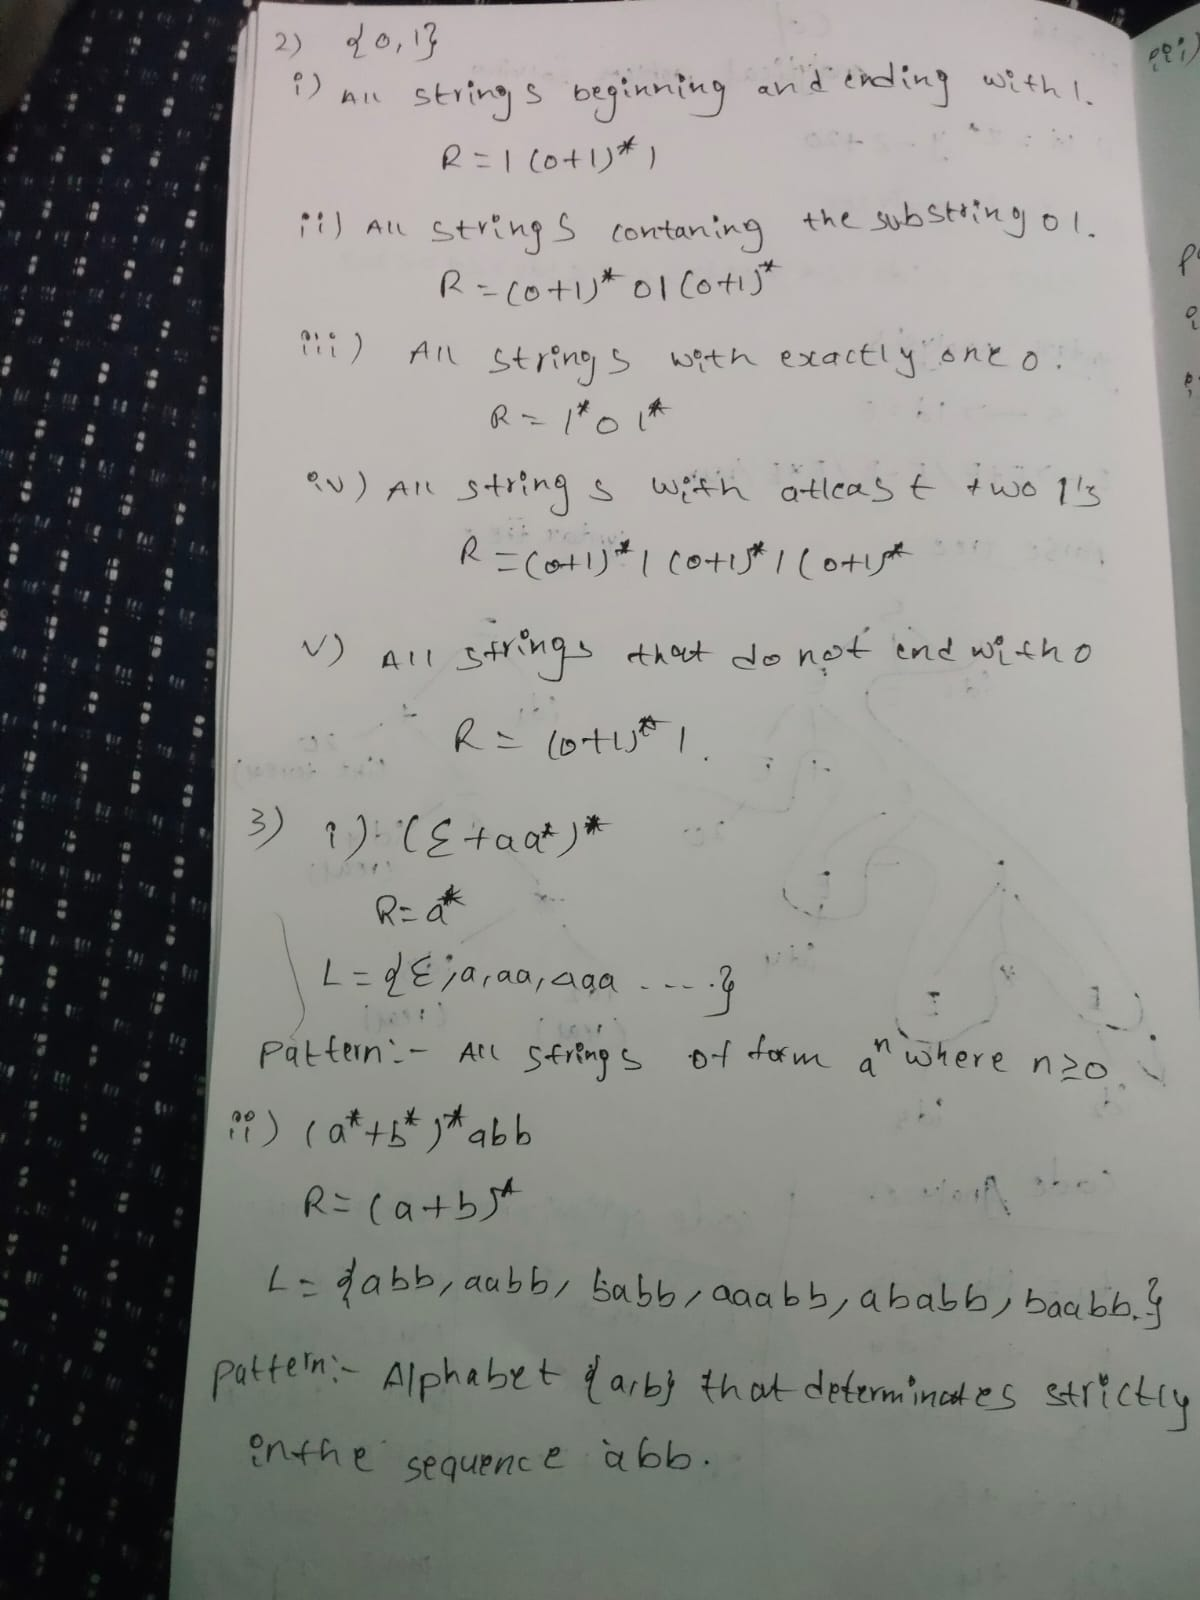 2) {0,1}
i) All strings beginning and ending with 1.
R = 1 (0+1)* 1
ii) All strings contaning the substring 01.
R = (0+1)* 01 (0+1)*
iii) All strings with exactly one 0.
R = 1* 0 1*
iv) All strings with atleast two 1's
R = (0+1)* 1 (0+1)* 1 (0+1)*
v) All strings that do not end with 0
R = (0+1)* 1.
3) i) (ε + aa*)*
R = a*
L = {ε, a, aa, aaa ....}
Pattern:- All strings of form aⁿ where n≥0.
ii) (a* + b*)* abb
R = (a+b)*
L = {abb, aabb, babb, aaabb, ababb, baabb.}
pattern:- Alphabet {a,b} that determinates strictly
in the sequence abb.